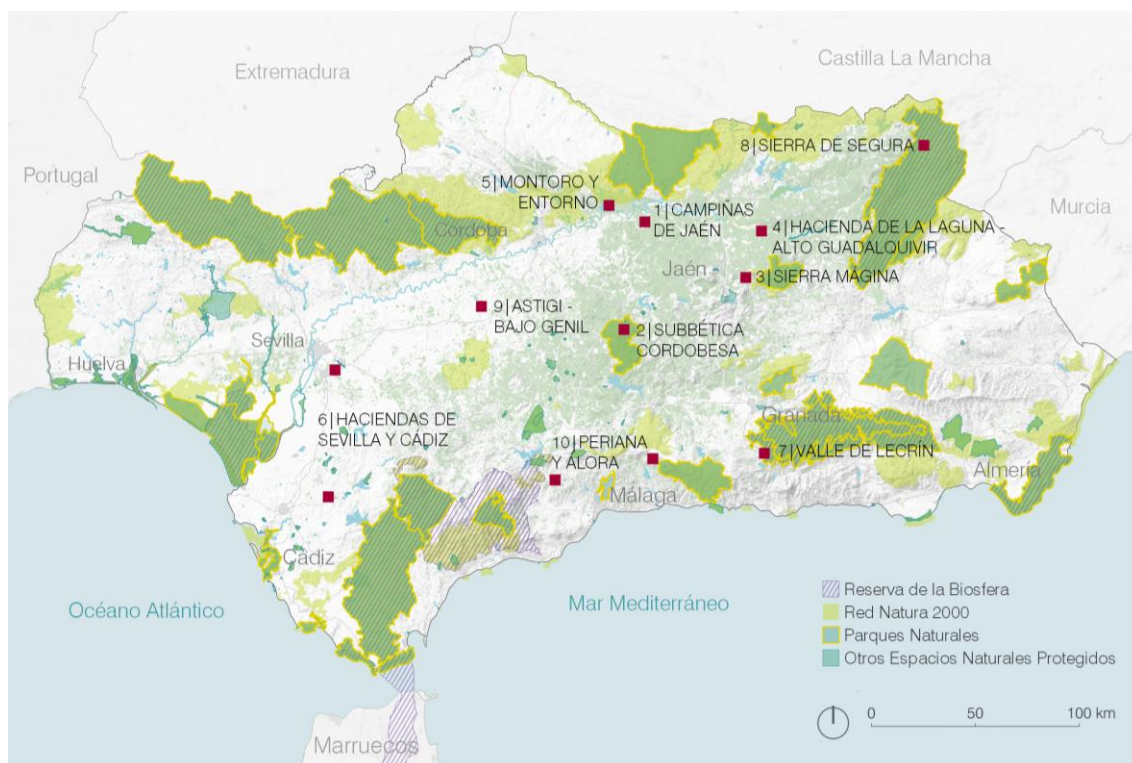 Extremadura
Castilla La Mancha
8|SIERRA DE SEGURA
Portugal
5|MONTORO Y
ENTORNO
1|CAMPIÑAS
DE JAÉN
Murcia
4|HACIENDA DE LA LAGUNA -
ALTO GUADALQUIVIR
Córdoba
Jaén
3|SIERRA MÁGINA
9|ASTIGI -
BAJO GENIL
2|SUBBÉTICA
CORDOBESA
Sevilla
Huelva
6|HACIENDAS DE
SEVILLA Y CÁDIZ
Granada
10|PERIANA
Y ÁLORA
7|VALLE DE LECRÍN
Almería
Málaga
Cádiz
Océano Atlántico
Mar Mediterráneo
Reserva de la Biosfera
Red Natura 2000
Parques Naturales
Otros Espacios Naturales Protegidos
0 50 100 km
Marruecos